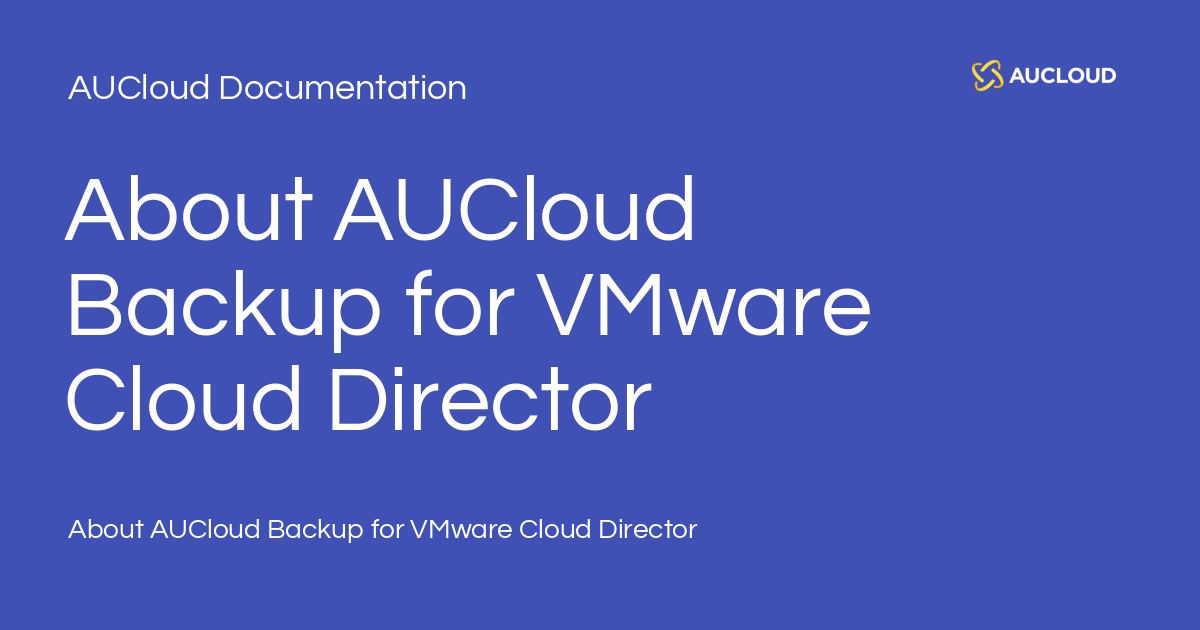 AUCloud Documentation
AUCLOUD
About AUCloud
Backup for VMware
Cloud Director
About AUCloud Backup for VMware Cloud Director